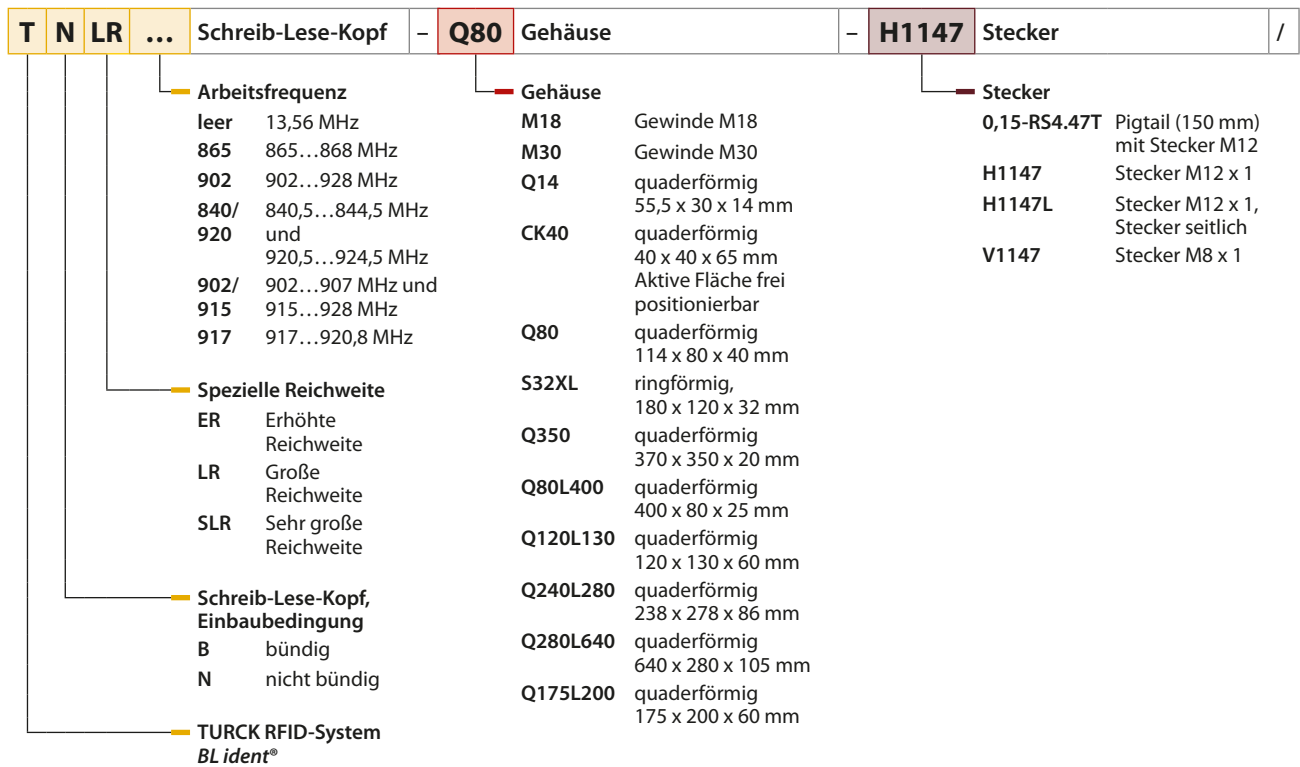 T N LR … Schreib-Lese-Kopf – Q80 Gehäuse – H1147 Stecker /
Arbeitsfrequenz
leer 13,56 MHz
865 865…868 MHz
902 902…928 MHz
840/ 840,5…844,5 MHz
920 und
920,5…924,5 MHz
902/ 902…907 MHz und
915 915…928 MHz
917 917…920,8 MHz
Spezielle Reichweite
ER Erhöhte
Reichweite
LR Große
Reichweite
SLR Sehr große
Reichweite
Schreib-Lese-Kopf,
Einbaubedingung
B bündig
N nicht bündig
TURCK RFID-System
BL ident®
Gehäuse
M18 Gewinde M18
M30 Gewinde M30
Q14 quaderförmig
55,5 x 30 x 14 mm
CK40 quaderförmig
40 x 40 x 65 mm
Aktive Fläche frei
positionierbar
Q80 quaderförmig
114 x 80 x 40 mm
S32XL ringförmig,
180 x 120 x 32 mm
Q350 quaderförmig
370 x 350 x 20 mm
Q80L400 quaderförmig
400 x 80 x 25 mm
Q120L130 quaderförmig
120 x 130 x 60 mm
Q240L280 quaderförmig
238 x 278 x 86 mm
Q280L640 quaderförmig
640 x 280 x 105 mm
Q175L200 quaderförmig
175 x 200 x 60 mm
Stecker
0,15-RS4.47T Pigtail (150 mm)
mit Stecker M12
H1147 Stecker M12 x 1
H1147L Stecker M12 x 1,
Stecker seitlich
V1147 Stecker M8 x 1